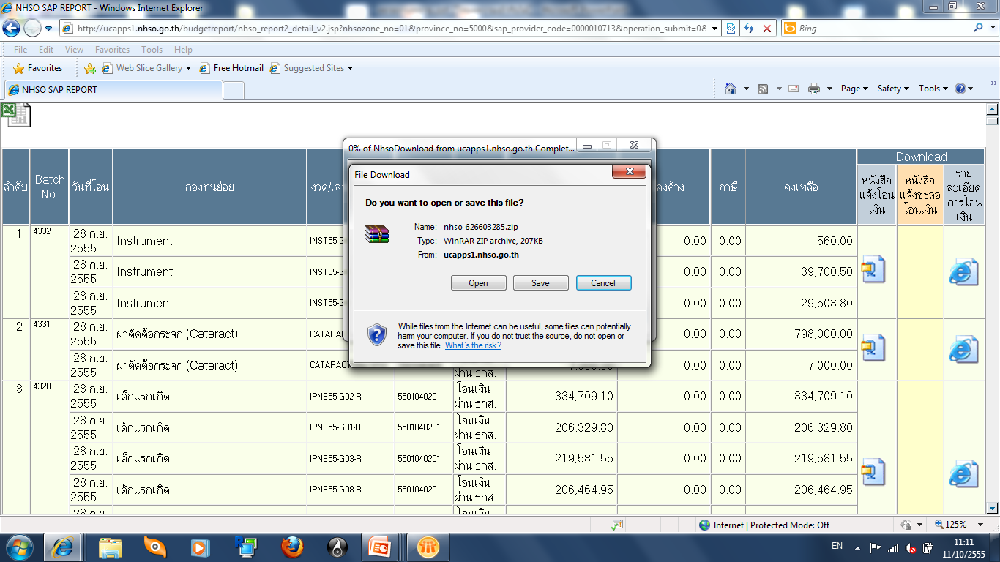 NHSO SAP REPORT - Windows Internet Explorer
http://ucapps1.nhso.go.th/budgetreport/nhso_report2_detail_v2.jsp?nhsozone_no=01&province_no=5000&sap_provider_code=0000010713&operation_submit=0&
Bing
File Edit View Favorites Tools Help
Favorites Web Slice Gallery Free Hotmail Suggested Sites
NHSO SAP REPORT
Page Safety Tools
0% of NhsoDownload from ucapps1.nhso.go.th Complet...
File Download
Do you want to open or save this file?
Name: nhso-626603285.zip
Type: WinRAR ZIP archive, 207KB
From: ucapps1.nhso.go.th
Open Save Cancel
While files from the Internet can be useful, some files can potentially
harm your computer. If you do not trust the source, do not open or
save this file. What's the risk?
Download
ลำดับ Batch No. วันที่โอน กองทุนย่อย งวด/เลข คงค้าง ภาษี คงเหลือ หนังสือแจ้งโอนเงิน หนังสือแจ้งชะลอโอนเงิน รายละเอียดการโอนเงิน
1 4332 28 ก.ย. 2555 Instrument INST55-G 0.00 0.00 560.00
28 ก.ย. 2555 Instrument INST55-G 0.00 0.00 39,700.50
28 ก.ย. 2555 Instrument INST55-G 0.00 0.00 29,508.80
2 4331 28 ก.ย. 2555 ผ่าตัดต้อกระจก (Cataract) CATARAC 0.00 0.00 798,000.00
28 ก.ย. 2555 ผ่าตัดต้อกระจก (Cataract) CATARACT ผ่าน ธกส. 0.00 0.00 7,000.00
3 4328 28 ก.ย. 2555 เด็กแรกเกิด IPNB55-G02-R 5501040201 โอนเงินผ่าน ธกส. 334,709.10 0.00 0.00 334,709.10
28 ก.ย. 2555 เด็กแรกเกิด IPNB55-G01-R 5501040201 โอนเงินผ่าน ธกส. 206,329.80 0.00 0.00 206,329.80
28 ก.ย. 2555 เด็กแรกเกิด IPNB55-G03-R 5501040201 โอนเงินผ่าน ธกส. 219,581.55 0.00 0.00 219,581.55
28 ก.ย. 2555 เด็กแรกเกิด IPNB55-G08-R 5501040201 โอนเงินผ่าน ธกส. 206,464.95 0.00 0.00 206,464.95
28 ก.ย. โอนเงิน
Internet | Protected Mode: Off 125%
EN 11:11
11/10/2555